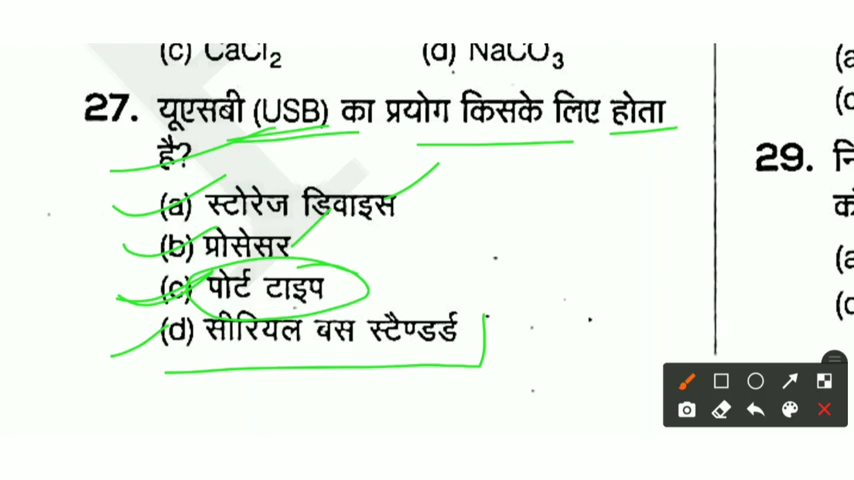 (c) CaCl₂ (d) NaCO₃
27. यूएसबी (USB) का प्रयोग किसके लिए होता
है?
(a) स्टोरेज डिवाइस
(b) प्रोसेसर
(c) पोर्ट टाइप
(d) सीरियल बस स्टैण्डर्ड
29.